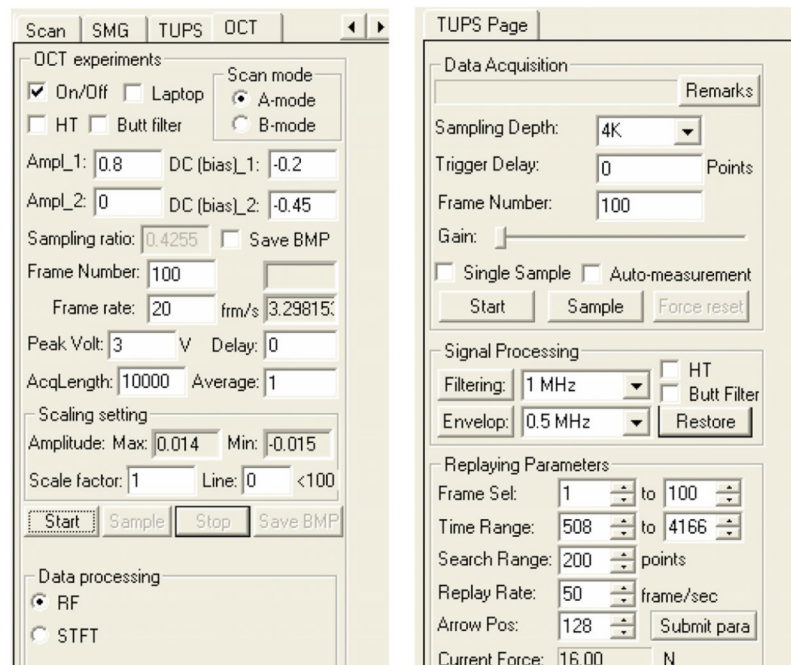 Scan SMG TUPS OCT
OCT experiments
Scan mode
On/Off Laptop
A-mode
HT Butt filter
B-mode
Ampl_1: 0.8 DC (bias)_1: -0.2
Ampl_2: 0 DC (bias)_2: -0.45
Sampling ratio: 0.4255 Save BMP
Frame Number: 100
Frame rate: 20 frm/s 3.298153
Peak Volt: 3 V Delay: 0
AcqLength: 10000 Average: 1
Scaling setting
Amplitude: Max: 0.014 Min: -0.015
Scale factor: 1 Line: 0 <100
Start Sample Stop Save BMP
Data processing
RF
STFT
TUPS Page
Data Acquisition
Remarks
Sampling Depth: 4K
Trigger Delay: 0 Points
Frame Number: 100
Gain:
Single Sample Auto-measurement
Start Sample Force reset
Signal Processing
HT
Filtering: 1 MHz
Butt Filter
Envelop: 0.5 MHz Restore
Replaying Parameters
Frame Sel: 1 to 100
Time Range: 508 to 4166
Search Range: 200 points
Replay Rate: 50 frame/sec
Arrow Pos: 128 Submit para
Current Force: 16.00 N